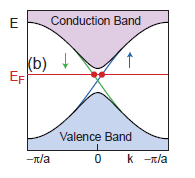 E
Conduction Band
(b)
E_F
Valence Band
−π/a 0 k −π/a